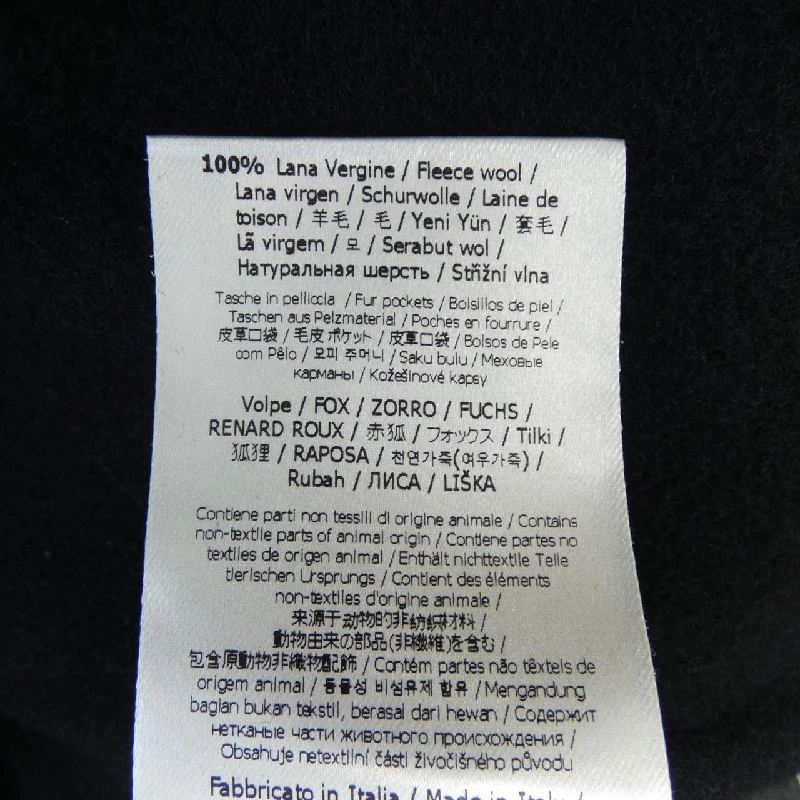 100% Lana Vergine / Fleece wool /
Lana virgen / Schurwolle / Laine de
toison / 羊毛 / 毛 / Yeni Yün / 套毛 /
Lã virgem / 모 / Serabut wol /
Натуральная шерсть / Střižní vlna
Tasche in pelliccia / Fur pockets / Bolsillos de piel /
Taschen aus Pelzmaterial / Poches en fourrure /
皮草口袋 / 毛皮 ポケット / 皮草口袋 / Bolsos de Pele
com Pêlo / 모피 주머니 / Saku bulu / Меховые
карманы / Kožešinové kapsy
Volpe / FOX / ZORRO / FUCHS /
RENARD ROUX / 赤狐 / フォックス / Tilki /
狐狸 / RAPOSA / 천연가죽(여우가죽) /
Rubah / ЛИСА / LIŠKA
Contiene parti non tessili di origine animale / Contains
non-textile parts of animal origin / Contiene partes no
textiles de origen animal / Enthält nichttextile Teile
tierischen Ursprungs / Contient des éléments
non-textiles d'origine animale /
来源于动物的非纺织材料 /
動物由来の部品(非繊維)を含む /
包含原動物非織物配飾 / Contém partes não têxteis de
origem animal / 동물성 비섬유제 함유 / Mengandung
bagian bukan tekstil, berasal dari hewan / Содержит
нетканые части животного происхождения /
Obsahuje netextilní části živočišného původu
Fabbricato in Italia / Made in Italy /